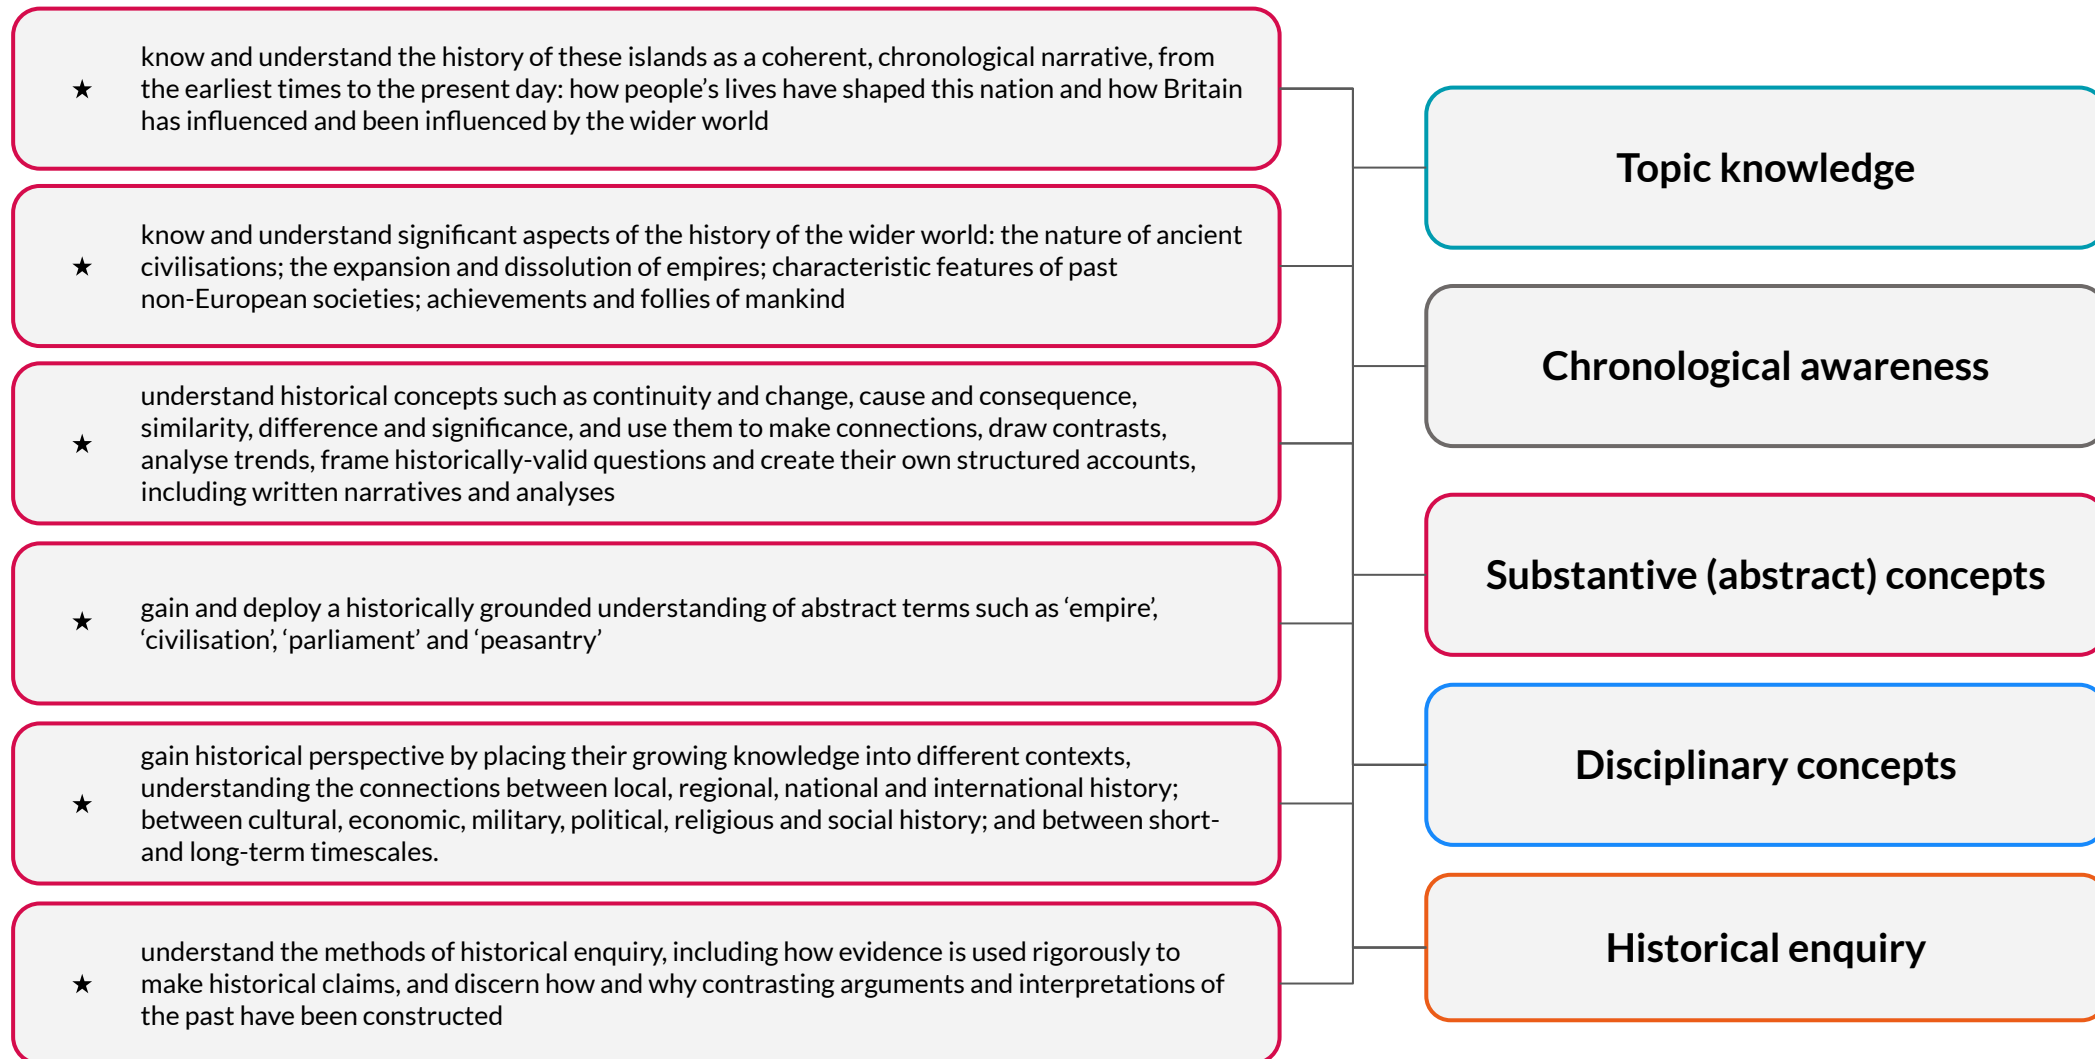 ★ know and understand the history of these islands as a coherent, chronological narrative, from
the earliest times to the present day: how people’s lives have shaped this nation and how Britain
has influenced and been influenced by the wider world
★ know and understand significant aspects of the history of the wider world: the nature of ancient
civilisations; the expansion and dissolution of empires; characteristic features of past
non-European societies; achievements and follies of mankind
★ understand historical concepts such as continuity and change, cause and consequence,
similarity, difference and significance, and use them to make connections, draw contrasts,
analyse trends, frame historically-valid questions and create their own structured accounts,
including written narratives and analyses
★ gain and deploy a historically grounded understanding of abstract terms such as ‘empire’,
‘civilisation’, ‘parliament’ and ‘peasantry’
★ gain historical perspective by placing their growing knowledge into different contexts,
understanding the connections between local, regional, national and international history;
between cultural, economic, military, political, religious and social history; and between short-
and long-term timescales.
★ understand the methods of historical enquiry, including how evidence is used rigorously to
make historical claims, and discern how and why contrasting arguments and interpretations of
the past have been constructed
Topic knowledge
Chronological awareness
Substantive (abstract) concepts
Disciplinary concepts
Historical enquiry